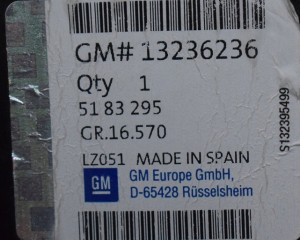 GM# 13236236
Qty 1
51 83 295
GR.16.570
LZ051 MADE IN SPAIN
GM
GM Europe GmbH,
D-65428 Rüsselsheim
S132395499